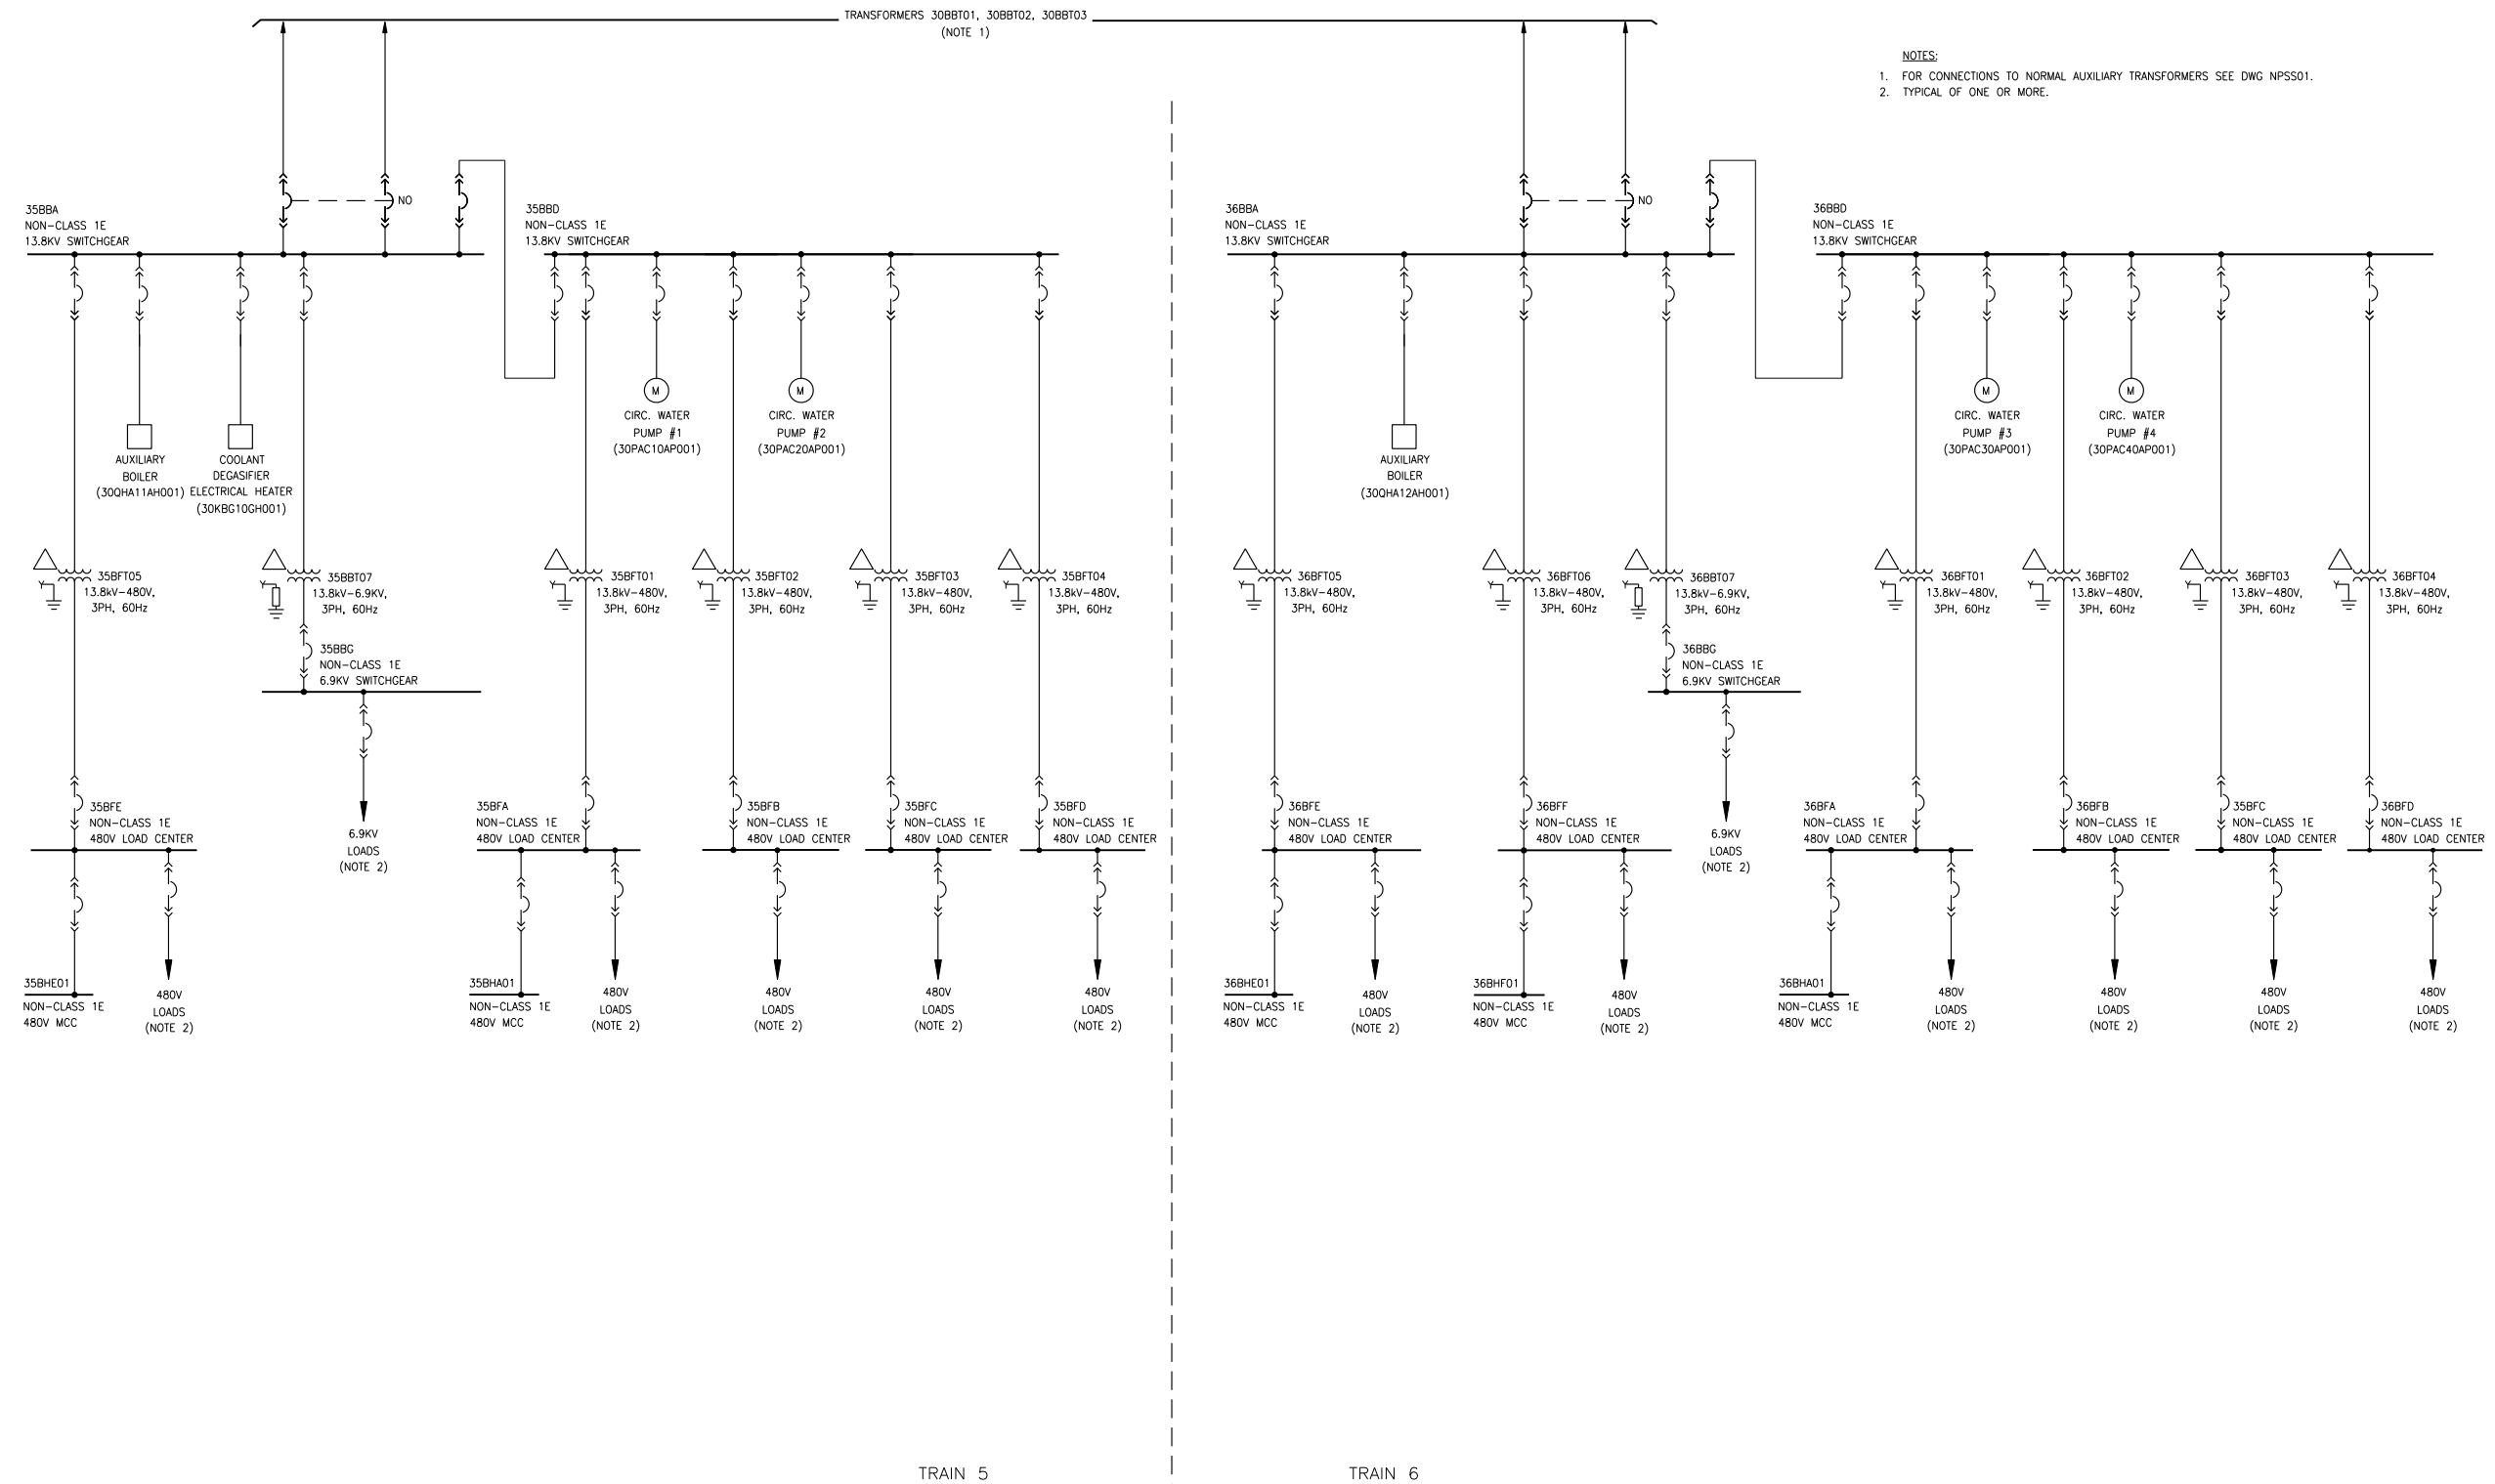 TRANSFORMERS 30BBT01, 30BBT02, 30BBT03
(NOTE 1)
NOTES:
1. FOR CONNECTIONS TO NORMAL AUXILIARY TRANSFORMERS SEE DWG NPSS01.
2. TYPICAL OF ONE OR MORE.
35BBA
NON-CLASS 1E
13.8KV SWITCHGEAR
NO
35BBD
NON-CLASS 1E
13.8KV SWITCHGEAR
36BBA
NON-CLASS 1E
13.8KV SWITCHGEAR
NO
36BBD
NON-CLASS 1E
13.8KV SWITCHGEAR
AUXILIARY
BOILER
(30QHA11AH001)
COOLANT
DEGASIFIER
ELECTRICAL HEATER
(30KBG10GH001)
M
CIRC. WATER
PUMP #1
(30PAC10AP001)
M
CIRC. WATER
PUMP #2
(30PAC20AP001)
AUXILIARY
BOILER
(30QHA12AH001)
M
CIRC. WATER
PUMP #3
(30PAC30AP001)
M
CIRC. WATER
PUMP #4
(30PAC40AP001)
35BFT05
13.8kV-480V,
3PH, 60Hz
35BBT07
13.8kV-6.9KV,
3PH, 60Hz
35BFT01
13.8kV-480V,
3PH, 60Hz
35BFT02
13.8kV-480V,
3PH, 60Hz
35BFT03
13.8kV-480V,
3PH, 60Hz
35BFT04
13.8kV-480V,
3PH, 60Hz
36BFT05
13.8kV-480V,
3PH, 60Hz
36BFT06
13.8kV-480V,
3PH, 60Hz
36BBT07
13.8kV-6.9KV,
3PH, 60Hz
36BFT01
13.8kV-480V,
3PH, 60Hz
36BFT02
13.8kV-480V,
3PH, 60Hz
36BFT03
13.8kV-480V,
3PH, 60Hz
36BFT04
13.8kV-480V,
3PH, 60Hz
35BBG
NON-CLASS 1E
6.9KV SWITCHGEAR
36BBG
NON-CLASS 1E
6.9KV SWITCHGEAR
35BFE
NON-CLASS 1E
480V LOAD CENTER
6.9KV
LOADS
(NOTE 2)
35BFA
NON-CLASS 1E
480V LOAD CENTER
35BFB
NON-CLASS 1E
480V LOAD CENTER
35BFC
NON-CLASS 1E
480V LOAD CENTER
35BFD
NON-CLASS 1E
480V LOAD CENTER
36BFE
NON-CLASS 1E
480V LOAD CENTER
36BFF
NON-CLASS 1E
480V LOAD CENTER
6.9KV
LOADS
(NOTE 2)
36BFA
NON-CLASS 1E
480V LOAD CENTER
36BFB
NON-CLASS 1E
480V LOAD CENTER
35BFC
NON-CLASS 1E
480V LOAD CENTER
36BFD
NON-CLASS 1E
480V LOAD CENTER
35BHE01
NON-CLASS 1E
480V MCC
480V
LOADS
(NOTE 2)
35BHA01
NON-CLASS 1E
480V MCC
480V
LOADS
(NOTE 2)
480V
LOADS
(NOTE 2)
480V
LOADS
(NOTE 2)
480V
LOADS
(NOTE 2)
36BHE01
NON-CLASS 1E
480V MCC
480V
LOADS
(NOTE 2)
36BHF01
NON-CLASS 1E
480V MCC
480V
LOADS
(NOTE 2)
36BHA01
NON-CLASS 1E
480V MCC
480V
LOADS
(NOTE 2)
480V
LOADS
(NOTE 2)
480V
LOADS
(NOTE 2)
480V
LOADS
(NOTE 2)
TRAIN 5
TRAIN 6